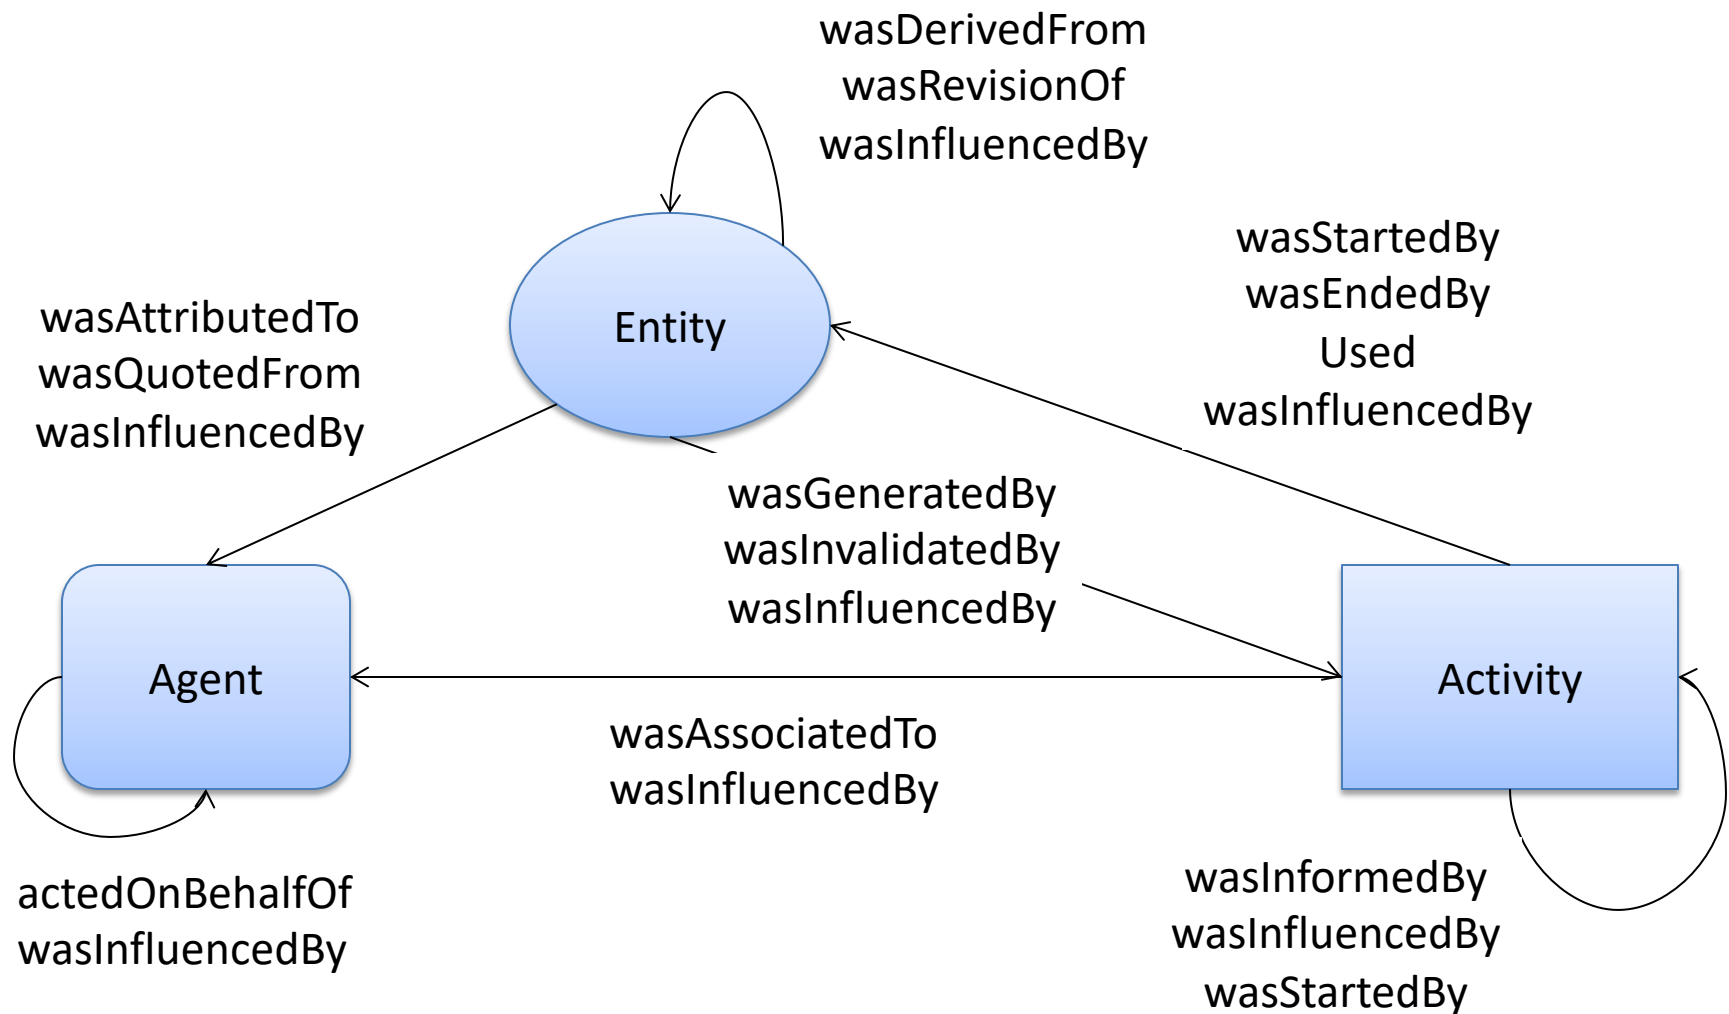 wasDerivedFrom
wasRevisionOf
wasInfluencedBy
wasStartedBy
wasEndedBy
Used
wasInfluencedBy
wasAttributedTo
wasQuotedFrom
wasInfluencedBy
Entity
wasGeneratedBy
wasInvalidatedBy
wasInfluencedBy
Agent
Activity
wasAssociatedTo
wasInfluencedBy
actedOnBehalfOf
wasInfluencedBy
wasInformedBy
wasInfluencedBy
wasStartedBy